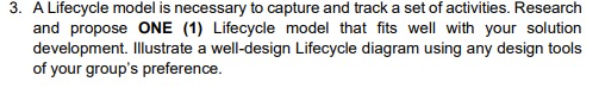 3. A Lifecycle model is necessary to capture and track a set of activities. Research
and propose ONE (1) Lifecycle model that fits well with your solution
development. Illustrate a well-design Lifecycle diagram using any design tools
of your group's preference.